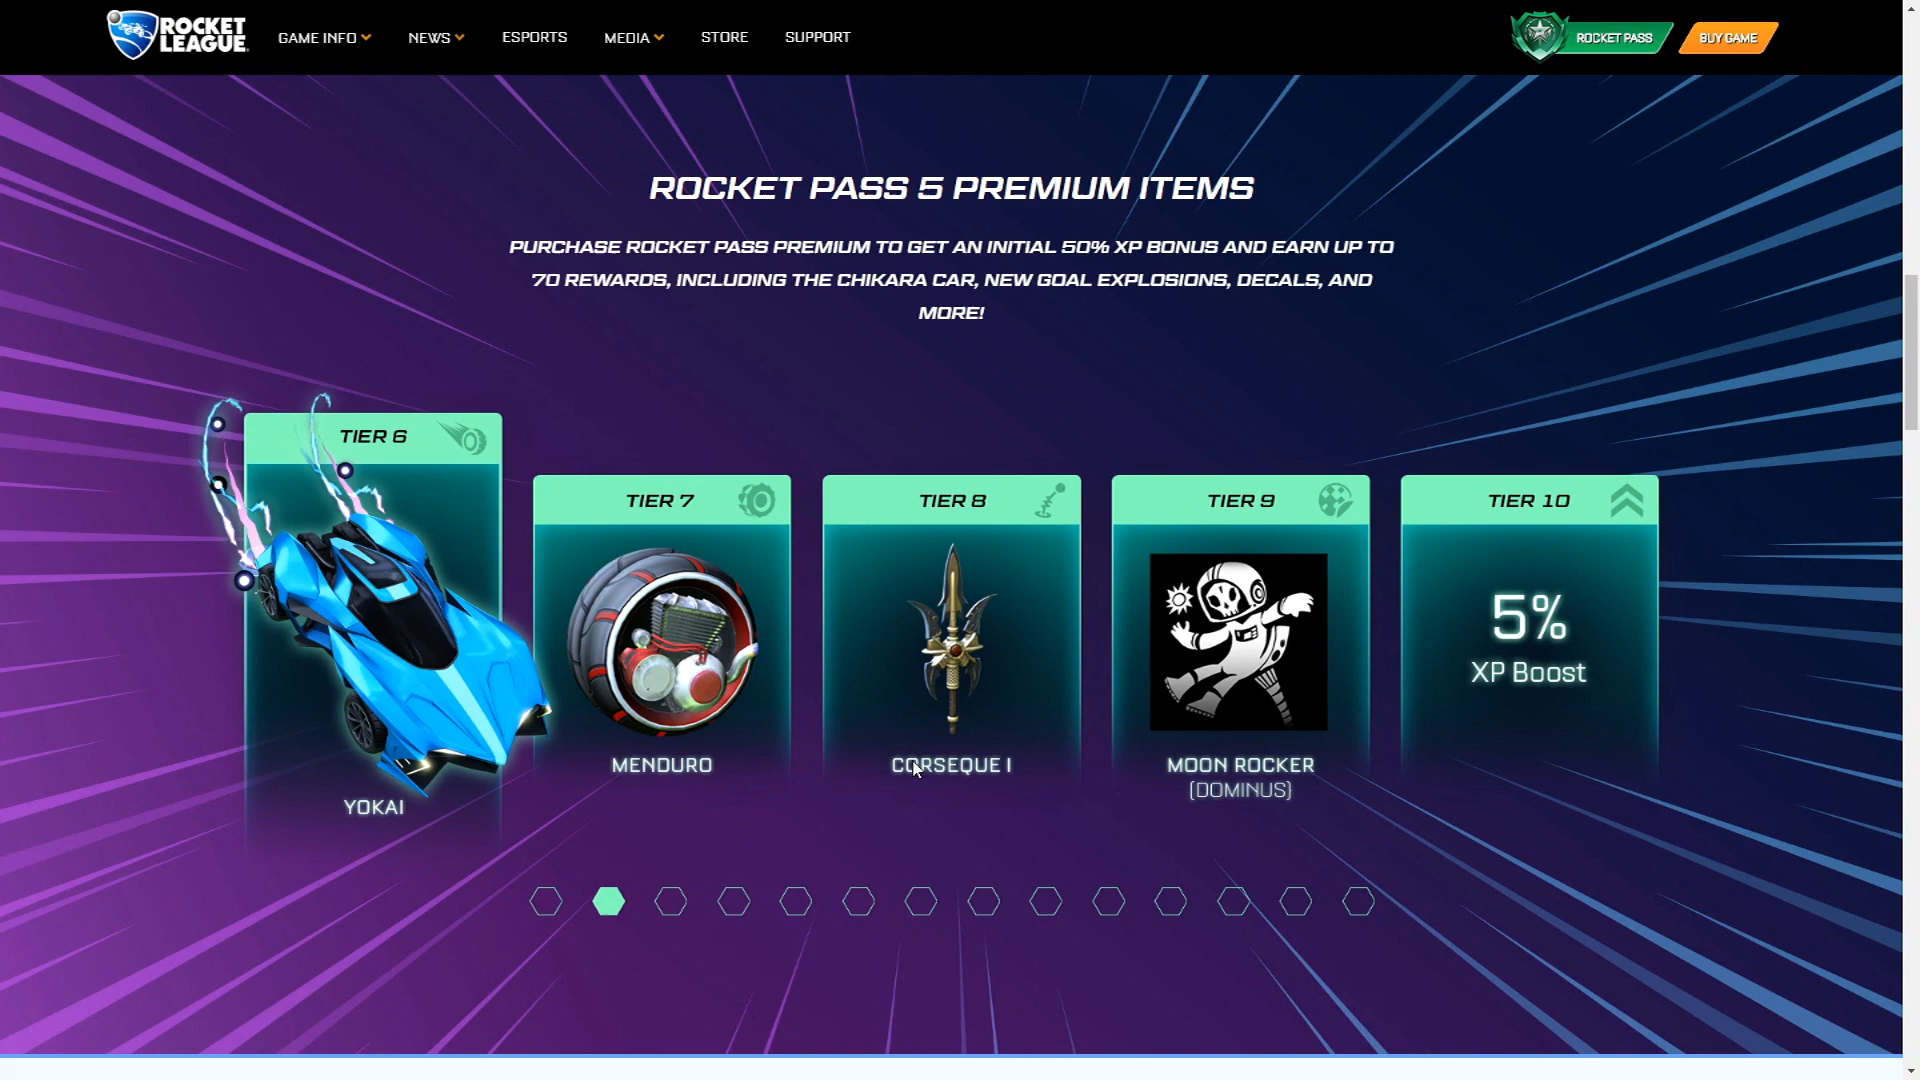 ROCKET
LEAGUE
GAME INFO
NEWS
ESPORTS
MEDIA
STORE
SUPPORT
ROCKET PASS
BUY GAME
ROCKET PASS 5 PREMIUM ITEMS
PURCHASE ROCKET PASS PREMIUM TO GET AN INITIAL 50% XP BONUS AND EARN UP TO
70 REWARDS, INCLUDING THE CHIKARA CAR, NEW GOAL EXPLOSIONS, DECALS, AND
MORE!
TIER 6
YOKAI
TIER 7
MENDURO
TIER 8
CORSEQUE I
TIER 9
MOON ROCKER
(DOMINUS)
TIER 10
5%
XP Boost